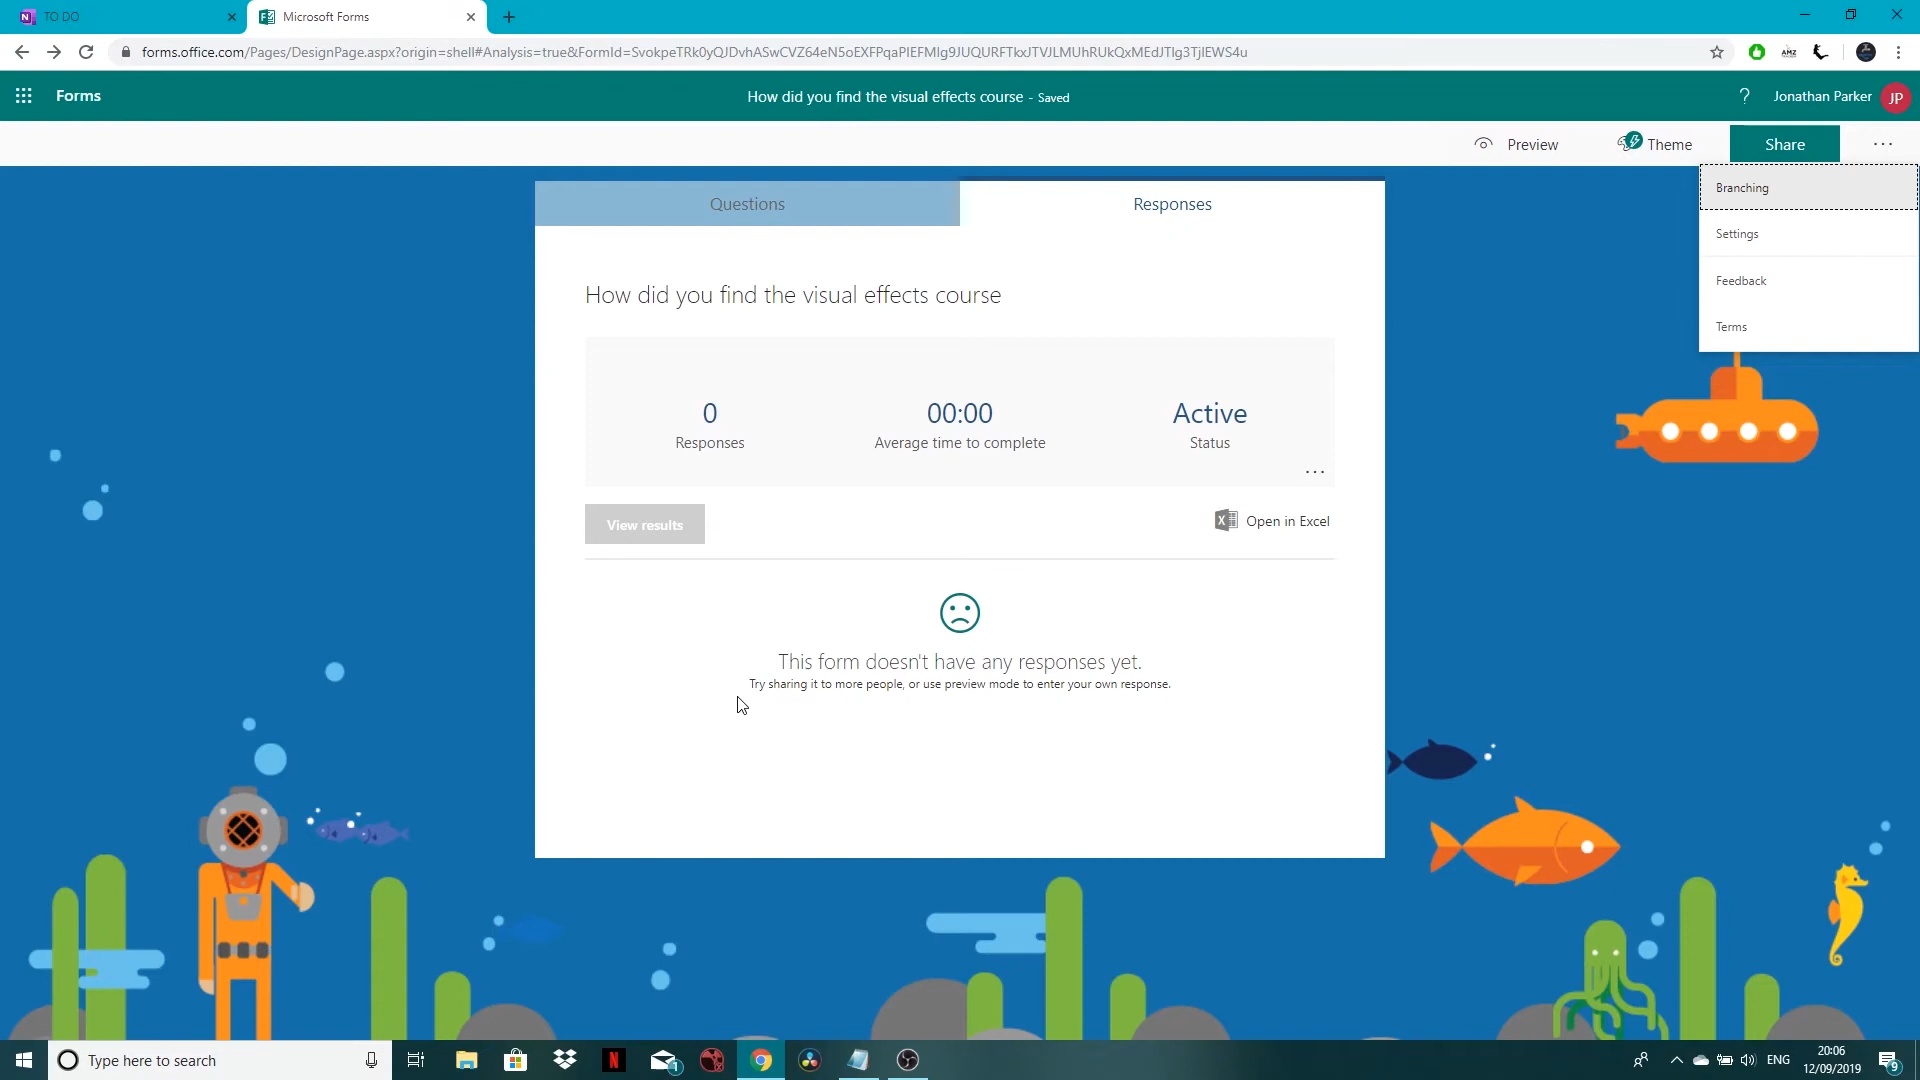 TO DO
Microsoft Forms
forms.office.com/Pages/DesignPage.aspx?origin=shell#Analysis=true&FormId=SvokpeTRk0yQJDvhASwCVZ64eN5oEXFPqaPIEFMIg9JUQURFTkxJTVJLMUhRUkQxMEdJTlg3TjlEWS4u
AMZ
Forms
How did you find the visual effects course - Saved
?
Jonathan Parker
JP
Preview
Theme
Share
...
Branching
Settings
Feedback
Terms
Questions
Responses
How did you find the visual effects course
0
Responses
00:00
Average time to complete
Active
Status
...
View results
Open in Excel
This form doesn't have any responses yet.
Try sharing it to more people, or use preview mode to enter your own response.
Type here to search
1
ENG
20:06
12/09/2019
9